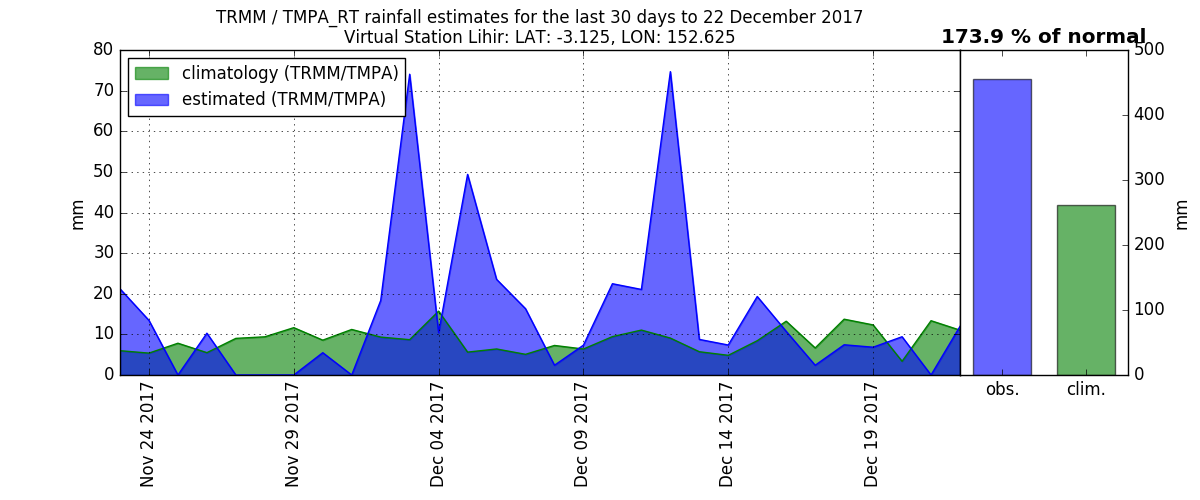 TRMM / TMPA_RT rainfall estimates for the last 30 days to 22 December 2017
Virtual Station Lihir: LAT: -3.125, LON: 152.625
173.9 % of normal
climatology (TRMM/TMPA)
estimated (TRMM/TMPA)
80
70
60
50
40
30
20
10
0
mm
Nov 24 2017
Nov 29 2017
Dec 04 2017
Dec 09 2017
Dec 14 2017
Dec 19 2017
500
400
300
200
100
0
mm
obs.
clim.